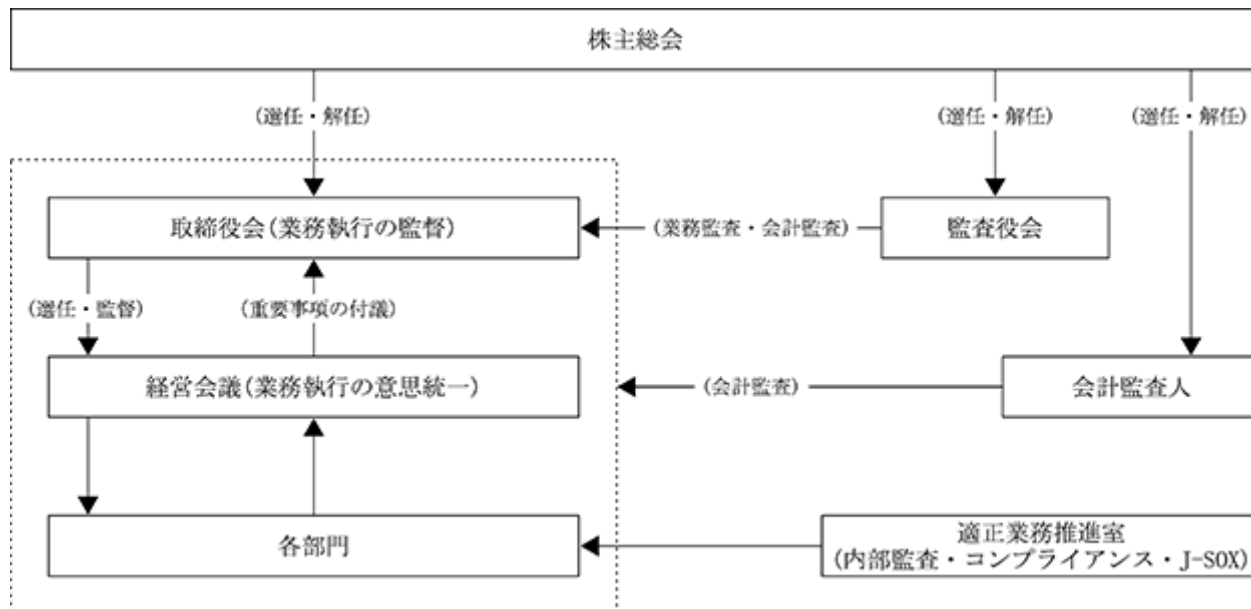 株主総会
(選任・解任)
(選任・解任)
(選任・解任)
取締役会(業務執行の監督)
(業務監査・会計監査)
監査役会
(選任・監督)
(重要事項の付議)
経営会議(業務執行の意思統一)
(会計監査)
会計監査人
各部門
適正業務推進室
(内部監査・コンプライアンス・J-SOX)